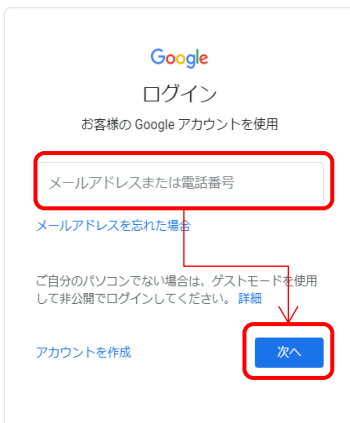 Google
ログイン
お客様の Google アカウントを使用
メールアドレスまたは電話番号
メールアドレスを忘れた場合
ご自分のパソコンでない場合は、ゲストモードを使用
して非公開でログインしてください。 詳細
アカウントを作成
次へ